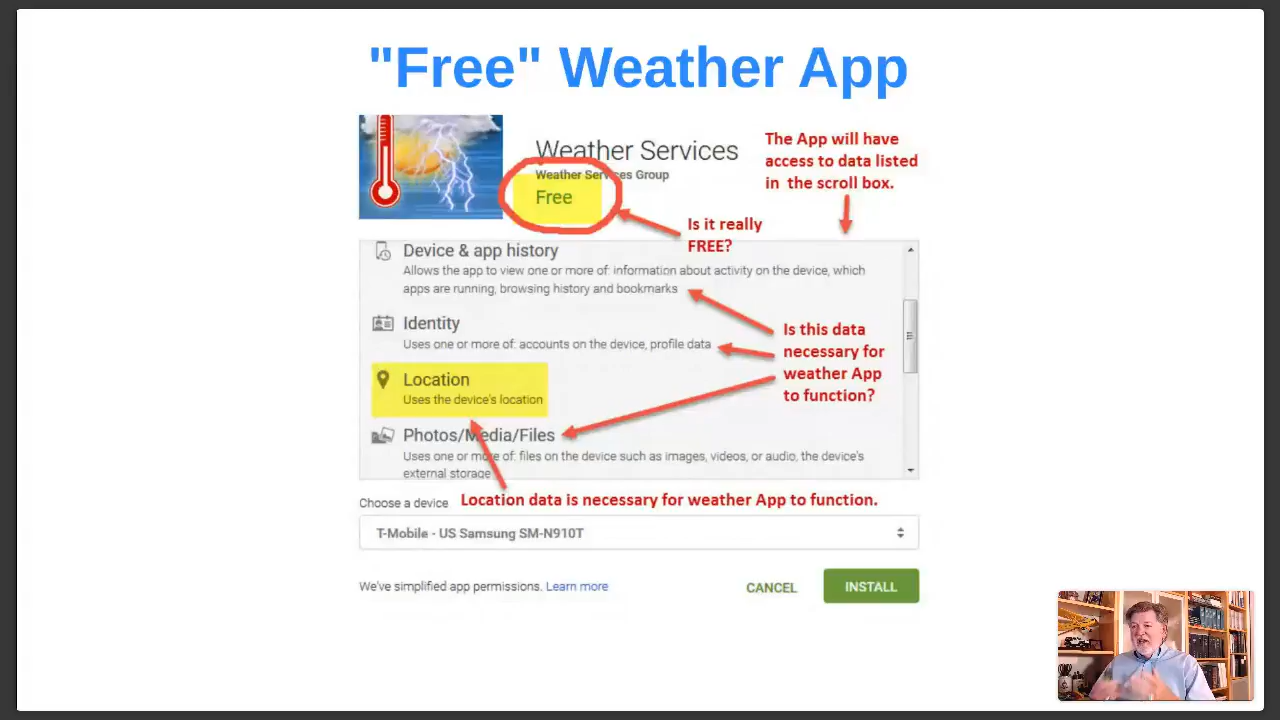 "Free" Weather App
Weather Services
Weather Services Group
Free
The App will have
access to data listed
in the scroll box.
Is it really
FREE?
Device & app history
Allows the app to view one or more of: information about activity on the device, which
apps are running, browsing history and bookmarks
Identity
Uses one or more of: accounts on the device, profile data
Is this data
necessary for
weather App
to function?
Location
Uses the device's location
Photos/Media/Files
Uses one or more of: files on the device such as images, videos, or audio, the device's
external storage
Choose a device
Location data is necessary for weather App to function.
T-Mobile - US Samsung SM-N910T
We've simplified app permissions. Learn more
CANCEL
INSTALL